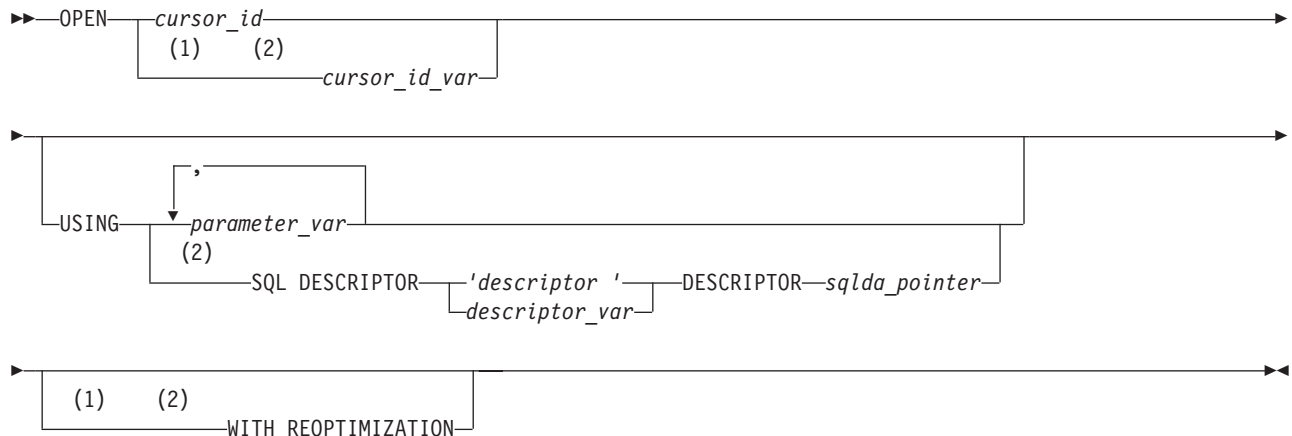 OPEN cursor_id
(1) (2)
cursor_id_var
,
USING parameter_var
(2)
SQL DESCRIPTOR 'descriptor ' DESCRIPTOR sqlda_pointer
descriptor_var
(1) (2)
WITH REOPTIMIZATION